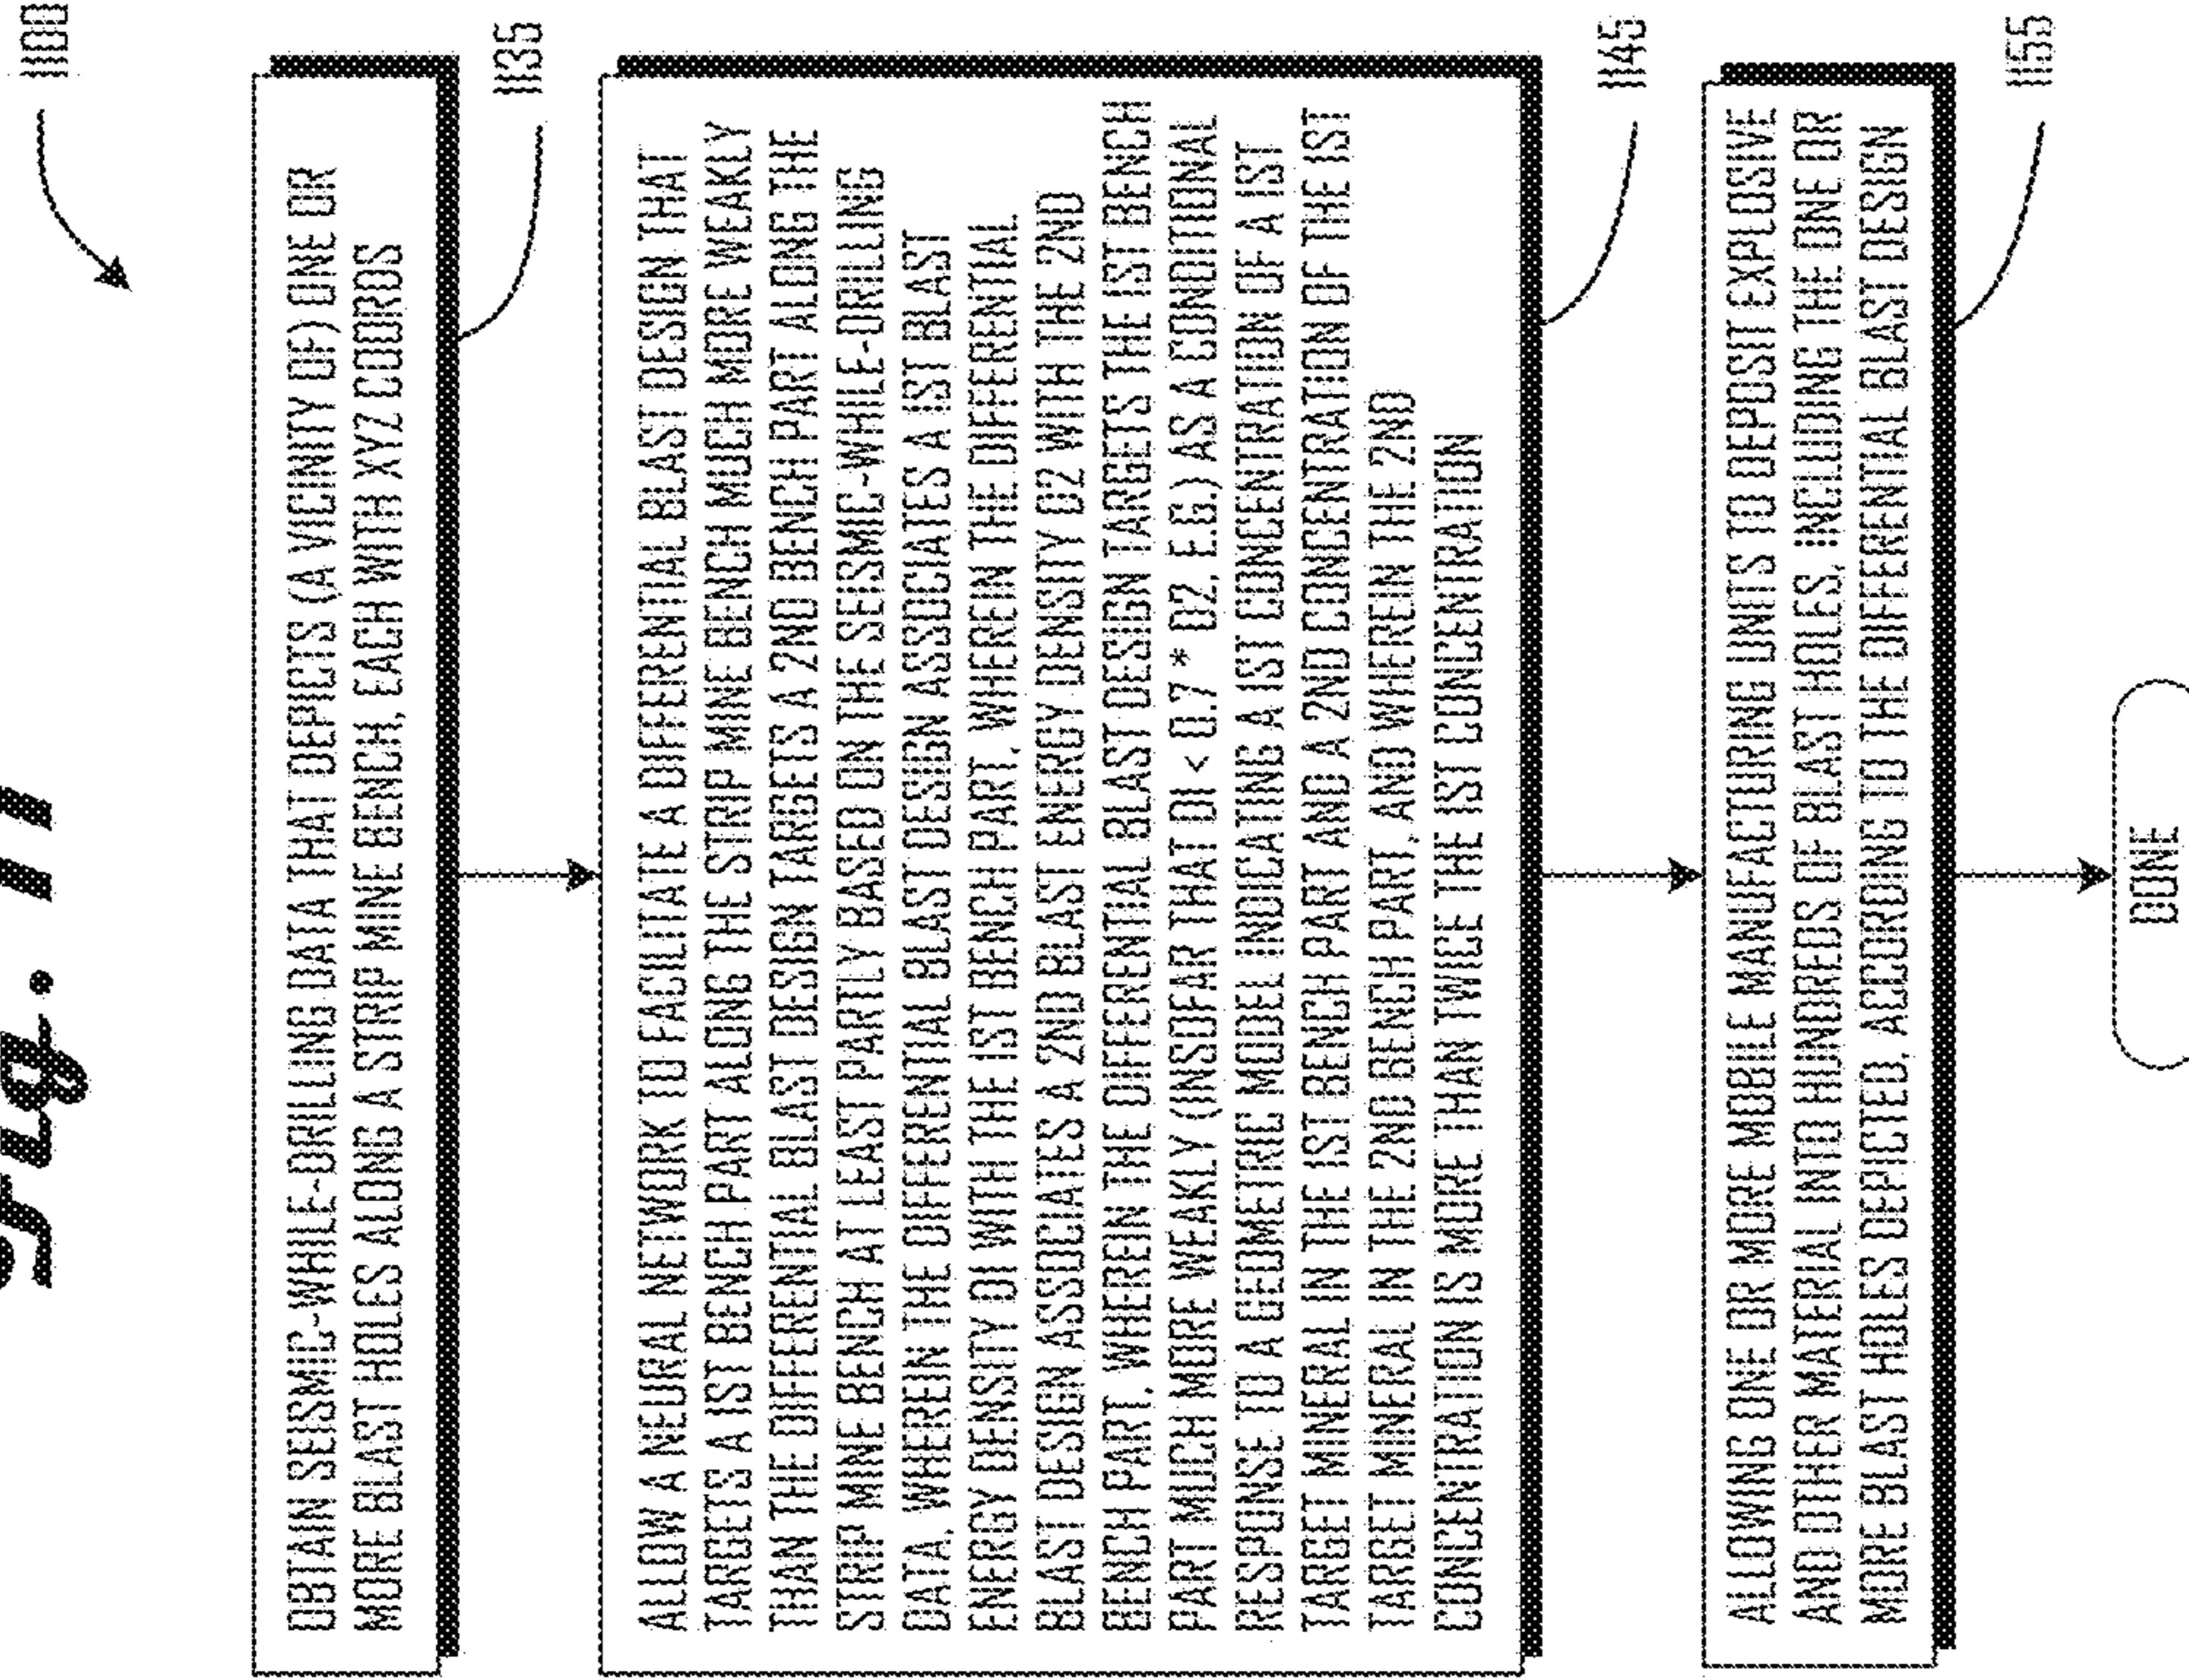 Fig. 11
1100
OBTAIN SEISMIC-WHILE-DRILLING DATA THAT DEPICTS (A VICINITY OF) ONE OR
MORE BLAST HOLES ALONG A STRIP MINE BENCH, EACH WITH XYZ COORDS
1135
ALLOW A NEURAL NETWORK TO FACILITATE A DIFFERENTIAL BLAST DESIGN THAT
TARGETS A 1ST BENCH PART ALONG THE STRIP MINE BENCH MUCH MORE WEAKLY
THAN THE DIFFERENTIAL BLAST DESIGN TARGETS A 2ND BENCH PART ALONG THE
STRIP MINE BENCH AT LEAST PARTLY BASED ON THE SEISMIC-WHILE-DRILLING
DATA, WHEREIN THE DIFFERENTIAL BLAST DESIGN ASSOCIATES A 1ST BLAST
ENERGY DENSITY D1 WITH THE 1ST BENCH PART, WHEREIN THE DIFFERENTIAL
BLAST DESIGN ASSOCIATES A 2ND BLAST ENERGY DENSITY D2 WITH THE 2ND
BENCH PART, WHEREIN THE DIFFERENTIAL BLAST DESIGN TARGETS THE 1ST BENCH
PART MUCH MORE WEAKLY (INSOFAR THAT D1 < 0.7 * D2, E.G.) AS A CONDITIONAL
RESPONSE TO A GEOMETRIC MODEL INDICATING A 1ST CONCENTRATION OF A 1ST
TARGET MINERAL IN THE 1ST BENCH PART AND A 2ND CONCENTRATION OF THE 1ST
TARGET MINERAL IN THE 2ND BENCH PART, AND WHEREIN THE 2ND
CONCENTRATION IS MORE THAN TWICE THE 1ST CONCENTRATION
1145
ALLOWING ONE OR MORE MOBILE MANUFACTURING UNITS TO DEPOSIT EXPLOSIVE
AND OTHER MATERIAL INTO HUNDREDS OF BLAST HOLES, INCLUDING THE ONE OR
MORE BLAST HOLES DEPICTED, ACCORDING TO THE DIFFERENTIAL BLAST DESIGN
1155
DONE